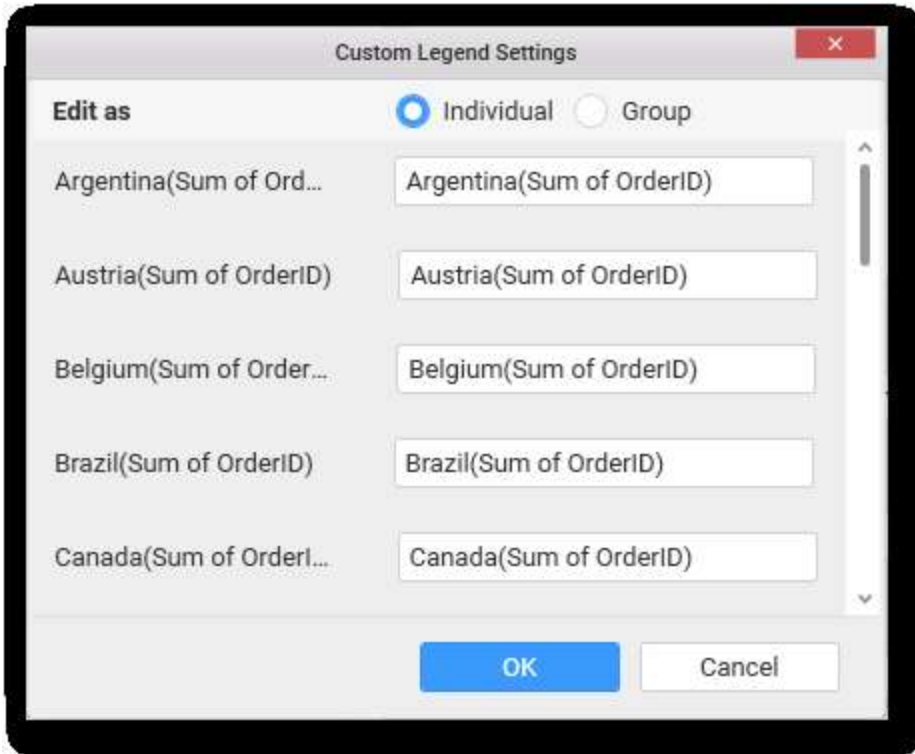 Custom Legend Settings
Edit as Individual Group
Argentina(Sum of Ord... Argentina(Sum of OrderID)
Austria(Sum of OrderID) Austria(Sum of OrderID)
Belgium(Sum of Order... Belgium(Sum of OrderID)
Brazil(Sum of OrderID) Brazil(Sum of OrderID)
Canada(Sum of OrderI... Canada(Sum of OrderID)
OK Cancel